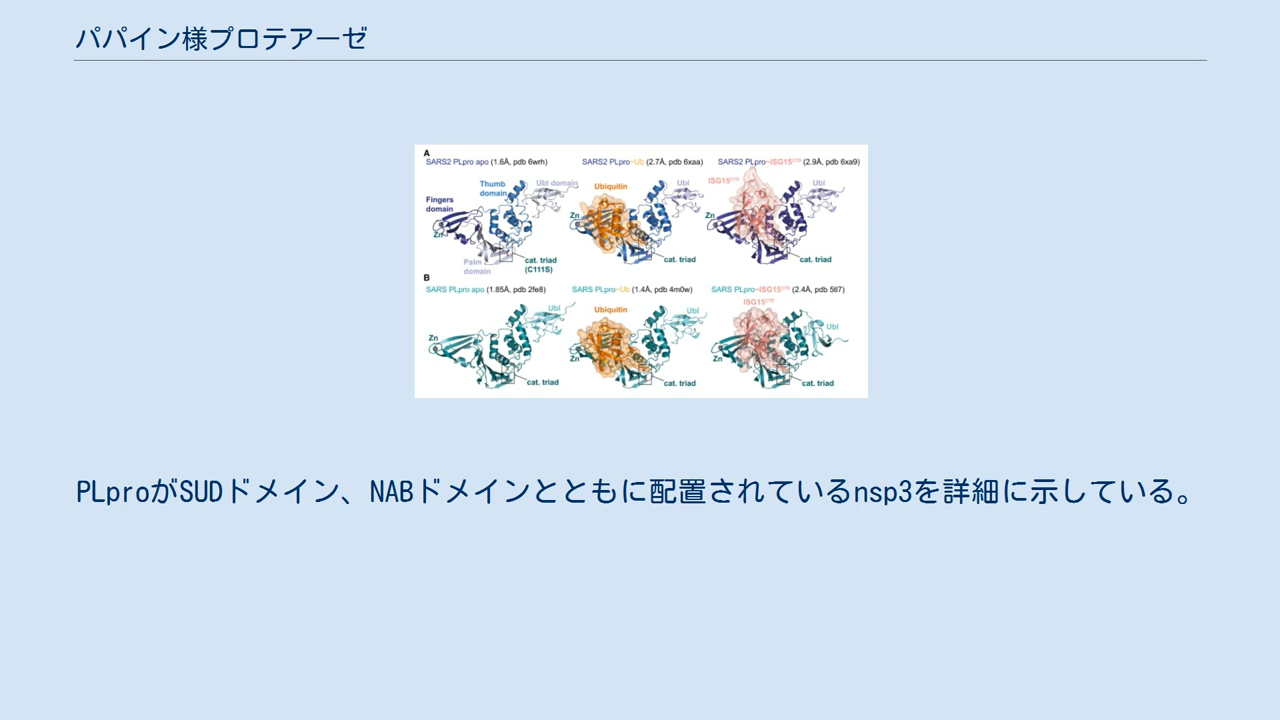 パパイン様プロテアーゼ
A
SARS2 PLpro apo (1.6Å, pdb 6wrh) SARS2 PLpro~Ub (2.7Å, pdb 6xaa) SARS2 PLpro~ISG15CTD (2.9Å, pdb 6xa9)
Thumb domain
Ubl domain
Fingers domain
Zn
Palm domain
cat. triad (C111S)
Ubiquitin
Ubl
Zn
cat. triad
ISG15CTD
Ubl
Zn
cat. triad
B
SARS PLpro apo (1.85Å, pdb 2fe8) SARS PLpro~Ub (1.4Å, pdb 4m0w) SARS PLpro~ISG15CTD (2.4Å, pdb 5tl7)
Ubl
Zn
cat. triad
Ubiquitin
Ubl
Zn
cat. triad
ISG15CTD
Ubl
Zn
cat. triad
PLproがSUDドメイン、NABドメインとともに配置されているnsp3を詳細に示している。